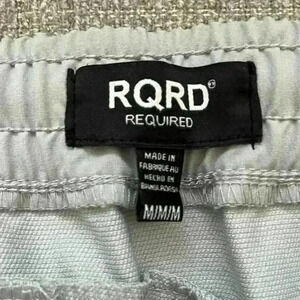 RQRD®
REQUIRED
MADE IN
FABRIQUÉ AU
HECHO EN
BANGLADESH
M/M/M